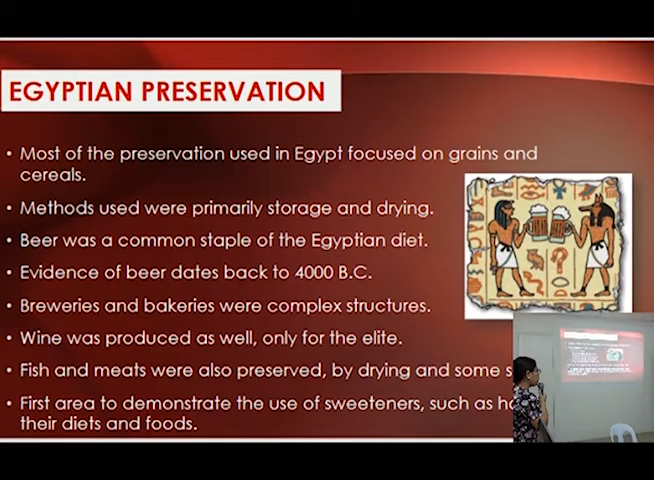 EGYPTIAN PRESERVATION
• Most of the preservation used in Egypt focused on grains and
cereals.
• Methods used were primarily storage and drying.
• Beer was a common staple of the Egyptian diet.
• Evidence of beer dates back to 4000 B.C.
• Breweries and bakeries were complex structures.
• Wine was produced as well, only for the elite.
• Fish and meats were also preserved, by drying and some
• First area to demonstrate the use of sweeteners, such as
their diets and foods.